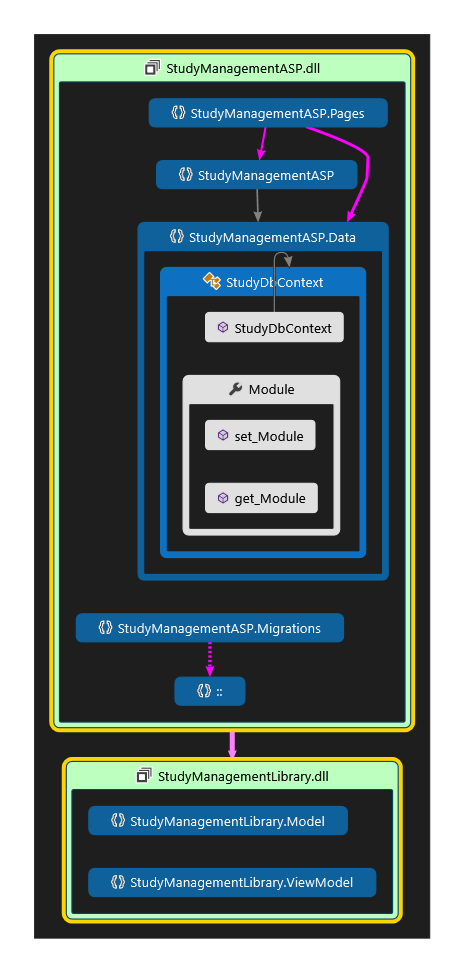 StudyManagementASP.dll
StudyManagementASP.Pages
StudyManagementASP
StudyManagementASP.Data
StudyDbContext
StudyDbContext
Module
set_Module
get_Module
StudyManagementASP.Migrations
::
StudyManagementLibrary.dll
StudyManagementLibrary.Model
StudyManagementLibrary.ViewModel